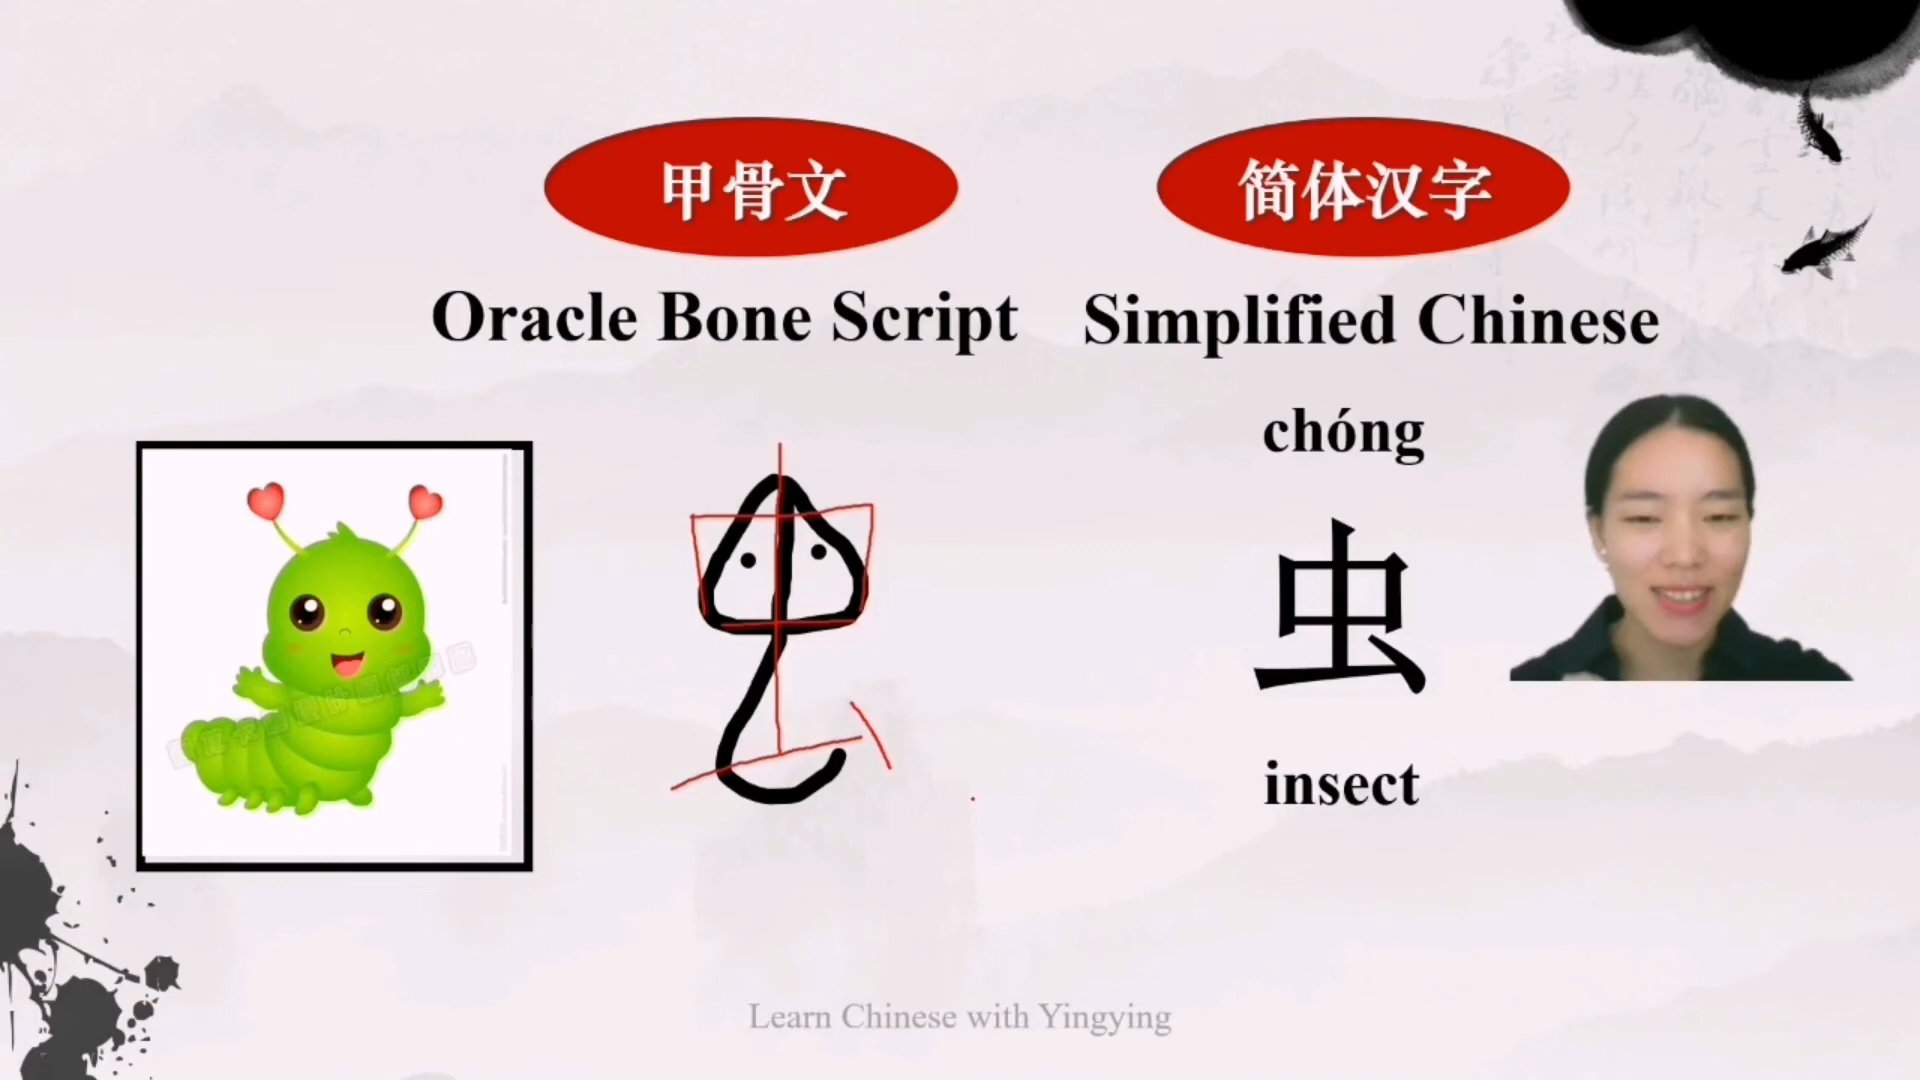 甲骨文
简体汉字
Oracle Bone Script
Simplified Chinese
chóng
虫
insect
Learn Chinese with Yingying